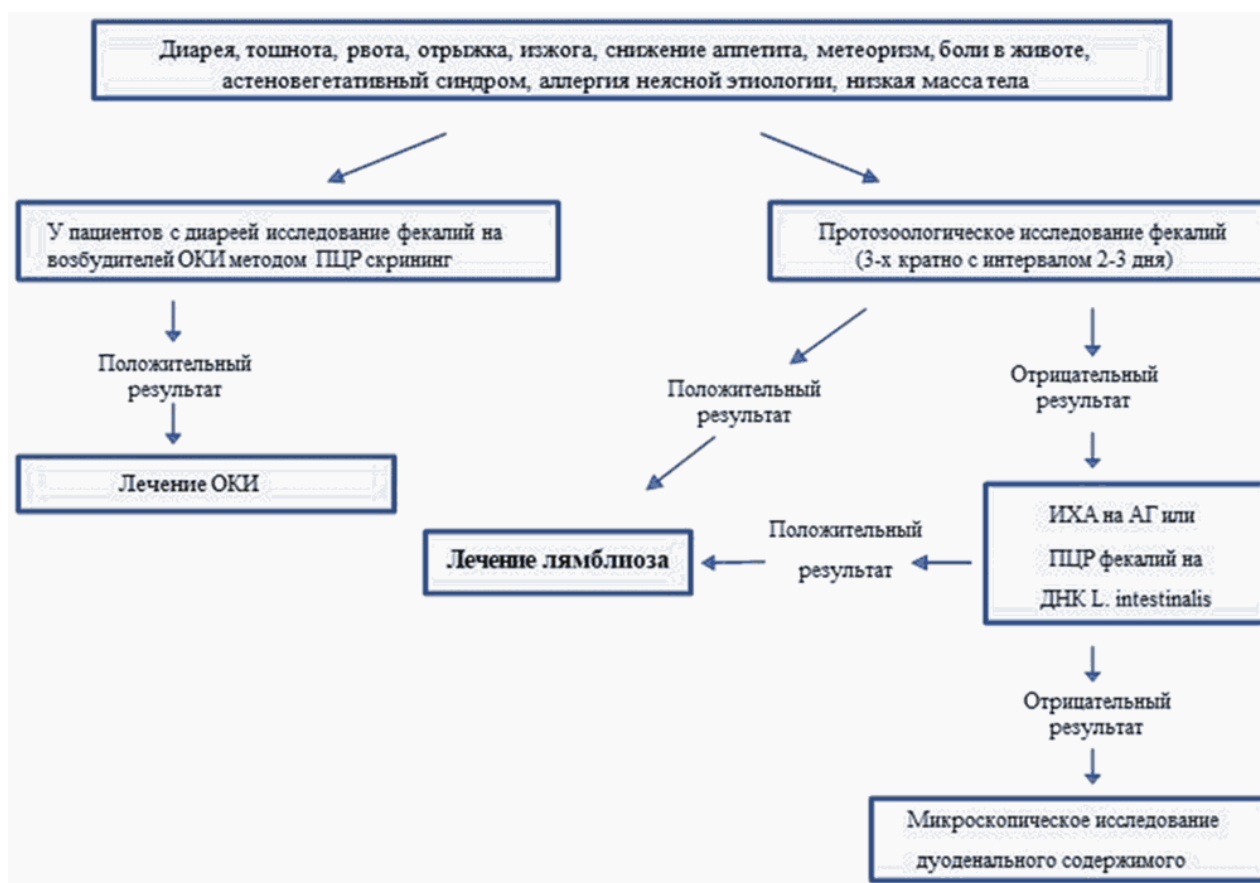 Диарея, тошнота, рвота, отрыжка, изжога, снижение аппетита, метеоризм, боли в животе,
астеновегетативный синдром, аллергия неясной этиологии, низкая масса тела
У пациентов с диареей исследование фекалий на
возбудителей ОКИ методом ПЦР скрининг
Протозоологическое исследование фекалий
(3-х кратно с интервалом 2-3 дня)
Положительный
результат
Положительный
результат
Отрицательный
результат
Лечение ОКИ
ИХА на АГ или
ПЦР фекалий на
ДНК L. intestinalis
Положительный
результат
Лечение лямблиоза
Отрицательный
результат
Микроскопическое исследование
дуоденального содержимого